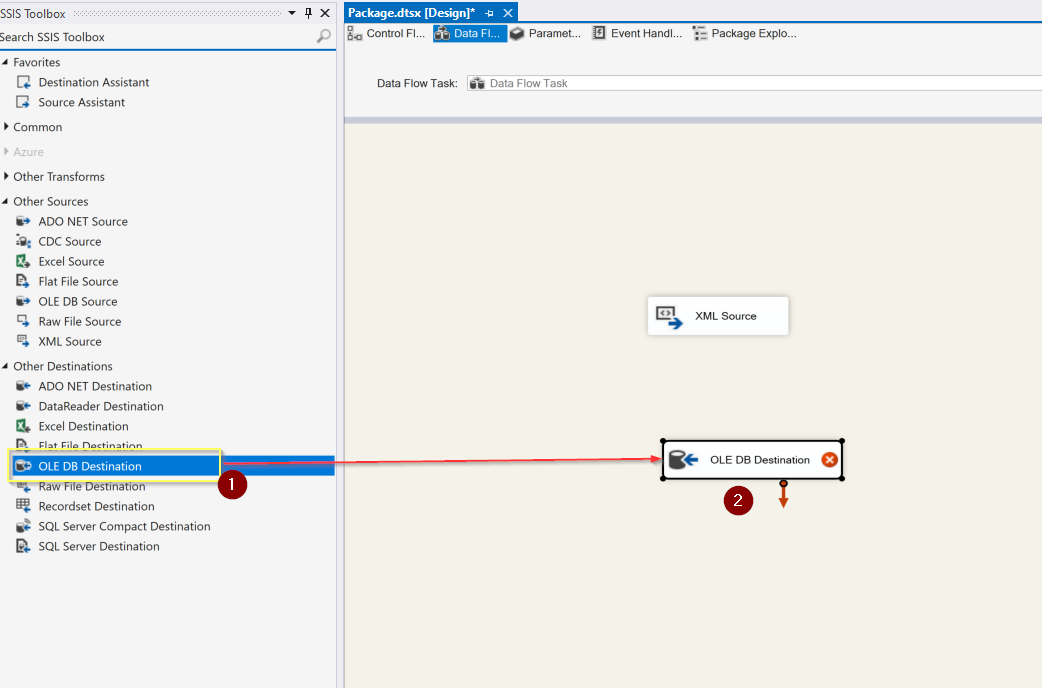 SSIS Toolbox
Search SSIS Toolbox
Favorites
Destination Assistant
Source Assistant
Common
Azure
Other Transforms
Other Sources
ADO NET Source
CDC Source
Excel Source
Flat File Source
OLE DB Source
Raw File Source
XML Source
Other Destinations
ADO NET Destination
DataReader Destination
Excel Destination
Flat File Destination
OLE DB Destination
Raw File Destination
Recordset Destination
SQL Server Compact Destination
SQL Server Destination
1
Package.dtsx [Design]*
Control Fl... Data Fl... Paramet... Event Handl... Package Explo...
Data Flow Task: Data Flow Task
XML Source
OLE DB Destination
2